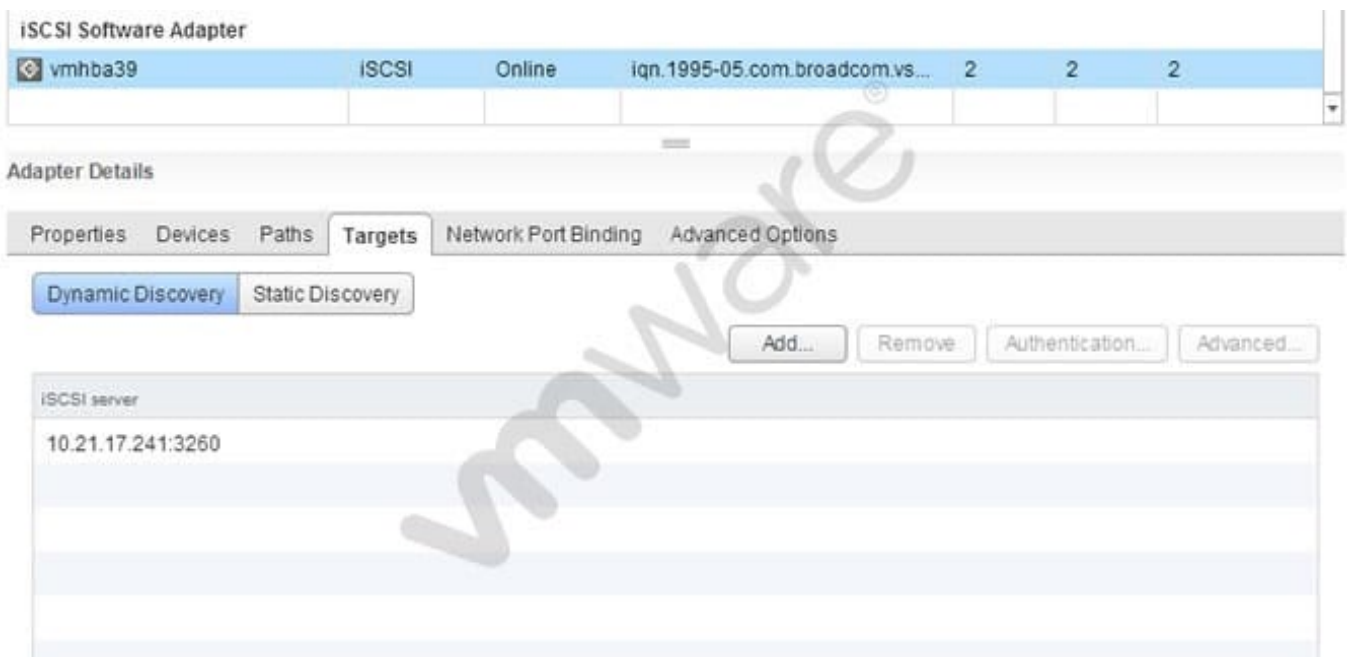 iSCSI Software Adapter
vmhba39 iSCSI Online iqn.1995-05.com.broadcom.vs... 2 2 2
Adapter Details
Properties Devices Paths Targets Network Port Binding Advanced Options
Dynamic Discovery Static Discovery
Add... Remove Authentication... Advanced...
iSCSI server
10.21.17.241:3260
vmware®